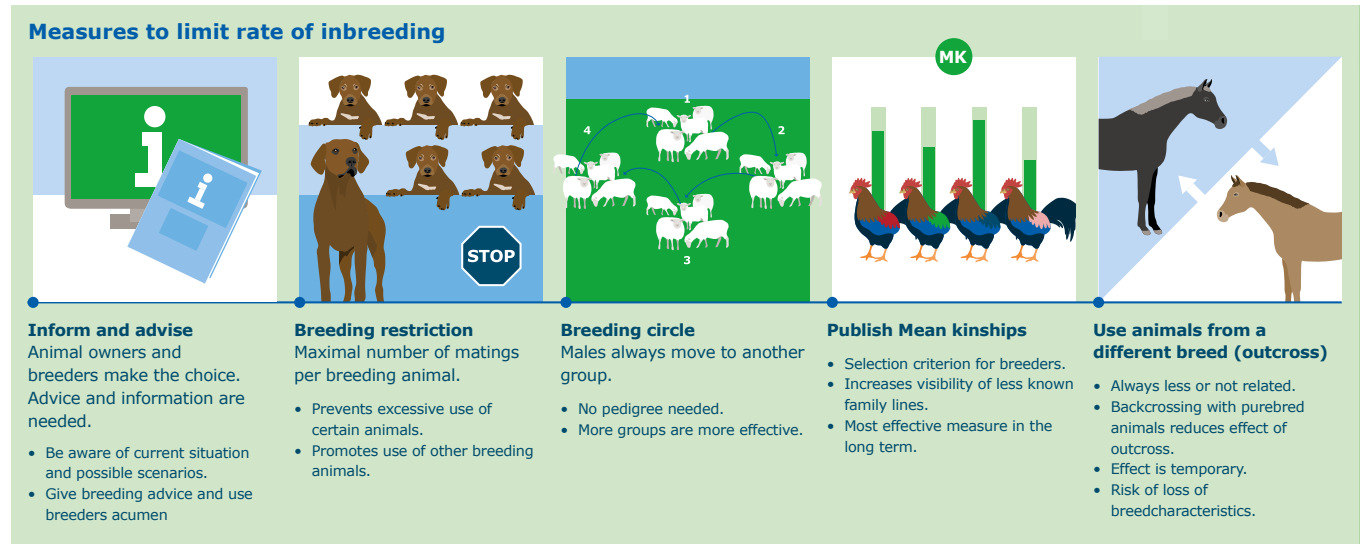 Measures to limit rate of inbreeding
STOP
1
2
3
4
MK
Inform and advise
Animal owners and
breeders make the choice.
Advice and information are
needed.
• Be aware of current situation
and possible scenarios.
• Give breeding advice and use
breeders acumen
Breeding restriction
Maximal number of matings
per breeding animal.
• Prevents excessive use of
certain animals.
• Promotes use of other breeding
animals.
Breeding circle
Males always move to another
group.
• No pedigree needed.
• More groups are more effective.
Publish Mean kinships
• Selection criterion for breeders.
• Increases visibility of less known
family lines.
• Most effective measure in the
long term.
Use animals from a
different breed (outcross)
• Always less or not related.
• Backcrossing with purebred
animals reduces effect of
outcross.
• Effect is temporary.
• Risk of loss of
breedcharacteristics.